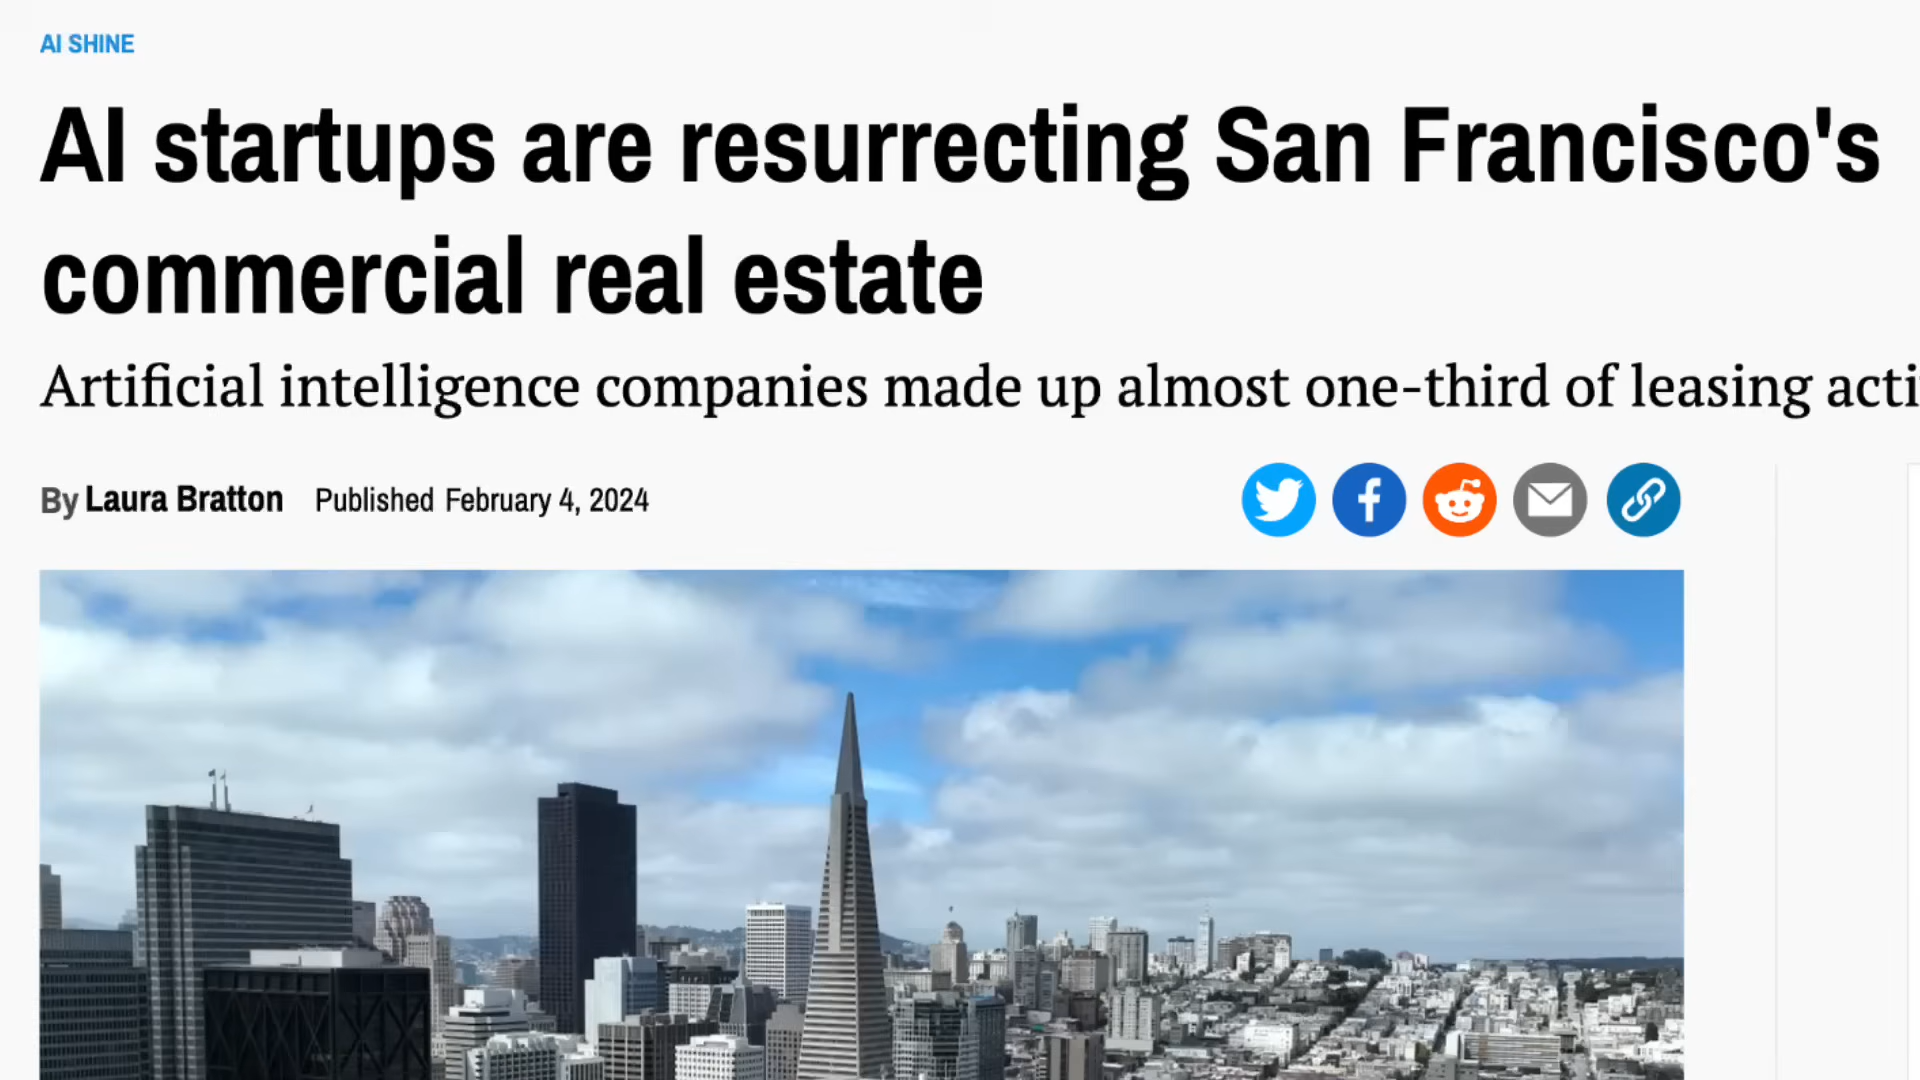 AI SHINE
AI startups are resurrecting San Francisco's
commercial real estate
Artificial intelligence companies made up almost one-third of leasing
By Laura Bratton Published February 4, 2024